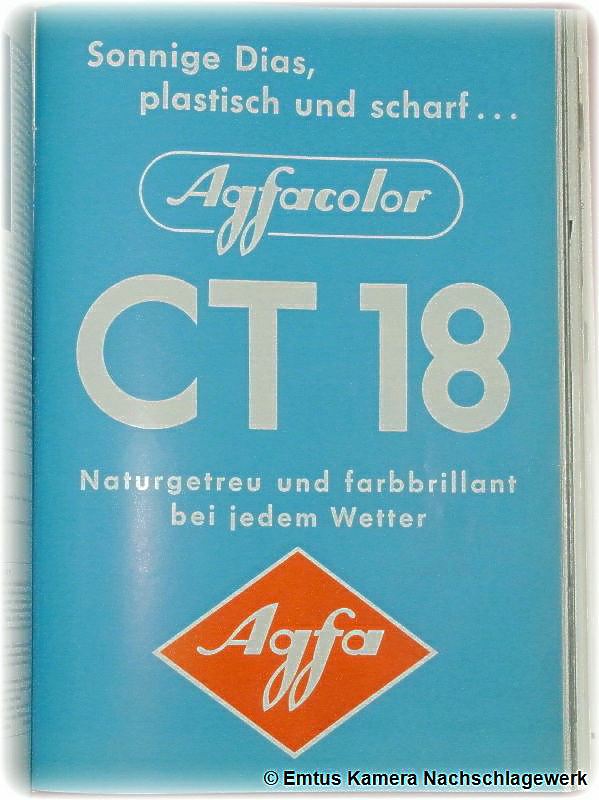 Sonnige Dias,
plastisch und scharf...
Agfacolor
CT 18
Naturgetreu und farbbrillant
bei jedem Wetter
Agfa
© Emtus Kamera Nachschlagewerk